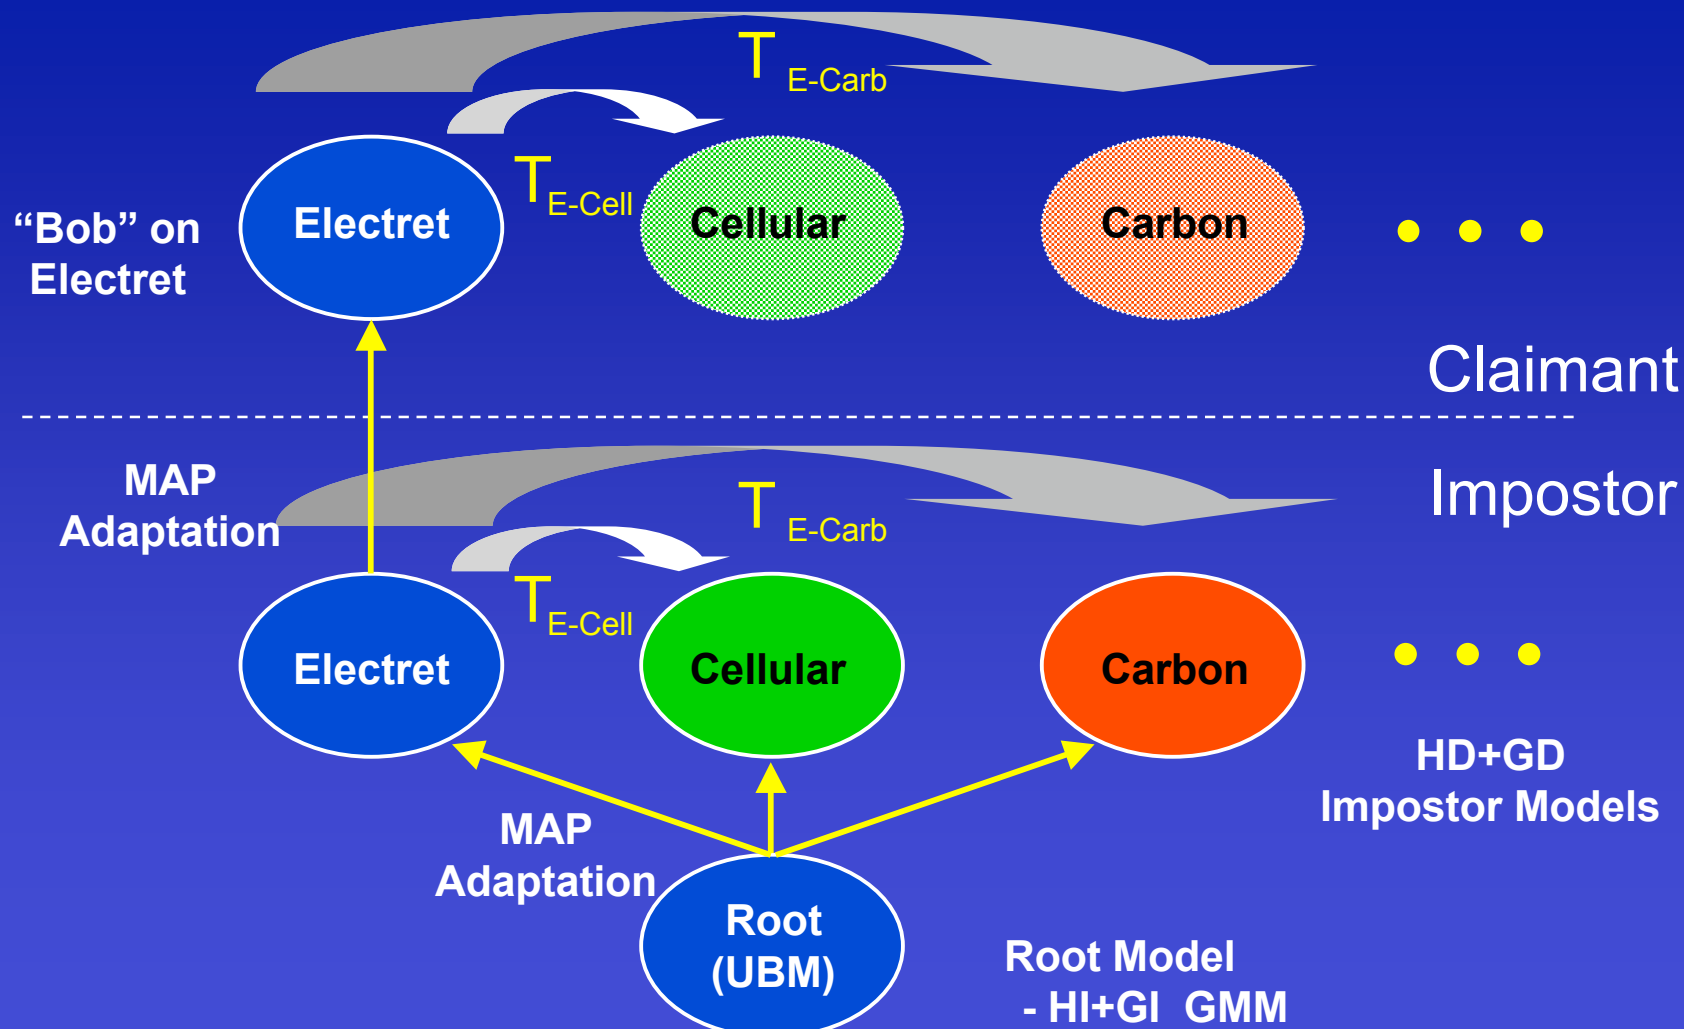 T E-Carb
T E-Cell
Electret
Cellular
Carbon
“Bob” on
Electret
Claimant
MAP
Adaptation
Impostor
T E-Carb
T E-Cell
Electret
Cellular
Carbon
HD+GD
Impostor Models
MAP
Adaptation
Root
(UBM)
Root Model
- HI+GI GMM